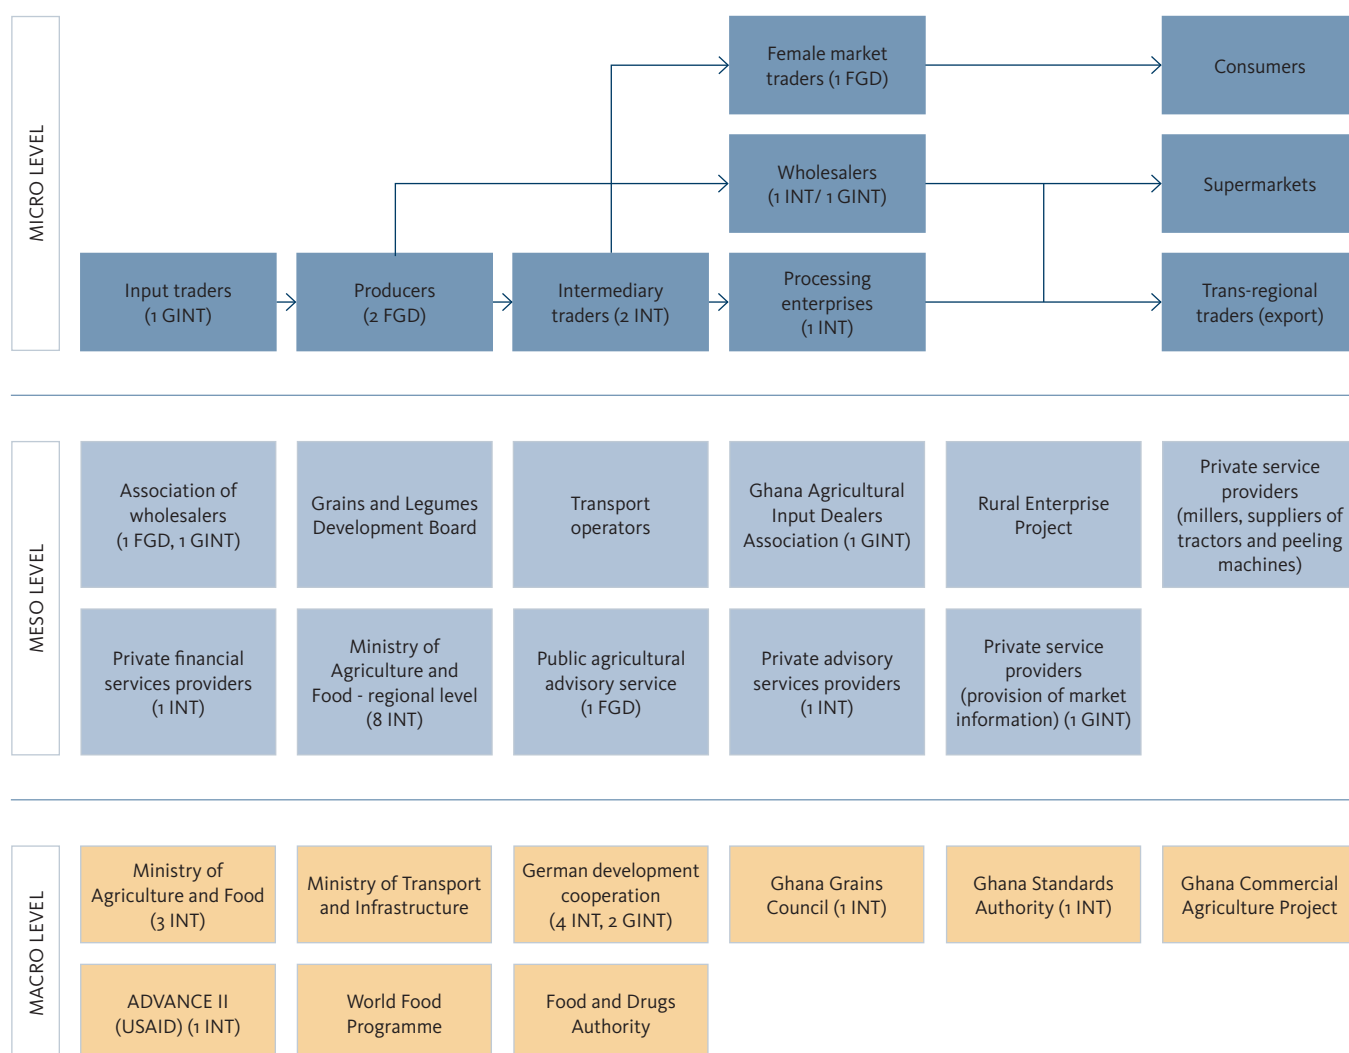 MICRO LEVEL
Female market
traders (1 FGD)
Consumers
Wholesalers
(1 INT/ 1 GINT)
Supermarkets
Input traders
(1 GINT)
Producers
(2 FGD)
Intermediary
traders (2 INT)
Processing
enterprises
(1 INT)
Trans-regional
traders (export)
MESO LEVEL
Association of
wholesalers
(1 FGD, 1 GINT)
Grains and Legumes
Development Board
Transport
operators
Ghana Agricultural
Input Dealers
Association (1 GINT)
Rural Enterprise
Project
Private service
providers
(millers, suppliers of
tractors and peeling
machines)
Private financial
services providers
(1 INT)
Ministry of
Agriculture and
Food - regional level
(8 INT)
Public agricultural
advisory service
(1 FGD)
Private advisory
services providers
(1 INT)
Private service
providers
(provision of market
information) (1 GINT)
MACRO LEVEL
Ministry of
Agriculture and Food
(3 INT)
Ministry of Transport
and Infrastructure
German development
cooperation
(4 INT, 2 GINT)
Ghana Grains
Council (1 INT)
Ghana Standards
Authority (1 INT)
Ghana Commercial
Agriculture Project
ADVANCE II
(USAID) (1 INT)
World Food
Programme
Food and Drugs
Authority